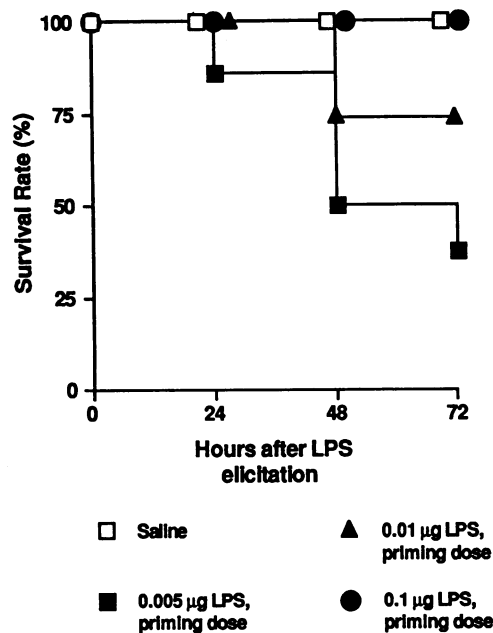 100
75
50
25
0
Survival Rate (%)
0 24 48 72
Hours after LPS
elicitation
Saline
0.01 μg LPS,
priming dose
0.005 μg LPS,
priming dose
0.1 μg LPS,
priming dose